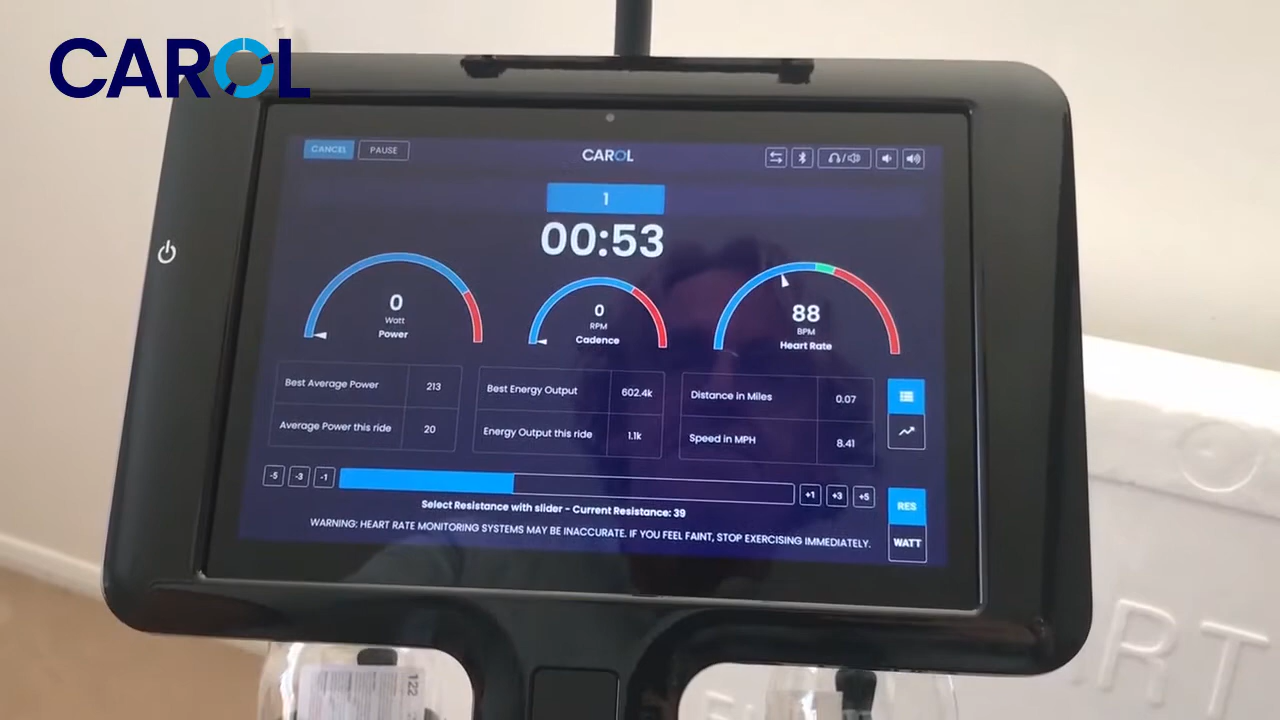 CAROL
CANCEL
PAUSE
CAROL
1
00:53
0
Watt
Power
0
RPM
Cadence
88
BPM
Heart Rate
Best Average Power 213
Average Power this ride 20
Best Energy Output 602.4k
Energy Output this ride 1.1k
Distance in Miles 0.07
Speed in MPH 8.41
-5 -3 -1 +1 +3 +5
Select Resistance with slider - Current Resistance: 39
WARNING: HEART RATE MONITORING SYSTEMS MAY BE INACCURATE. IF YOU FEEL FAINT, STOP EXERCISING IMMEDIATELY.
RES
WATT
122
RT